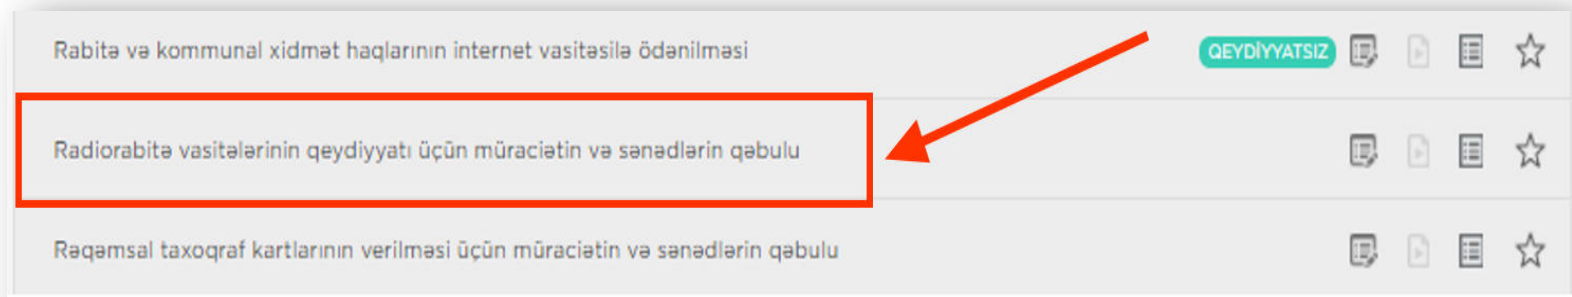 Rabitə və kommunal xidmət haqlarının internet vasitəsilə ödənilməsi QEYDİYYATSIZ
Radiorabitə vasitələrinin qeydiyyatı üçün müraciətin və sənədlərin qəbulu
Rəqəmsal taxoqraf kartlarının verilməsi üçün müraciətin və sənədlərin qəbulu